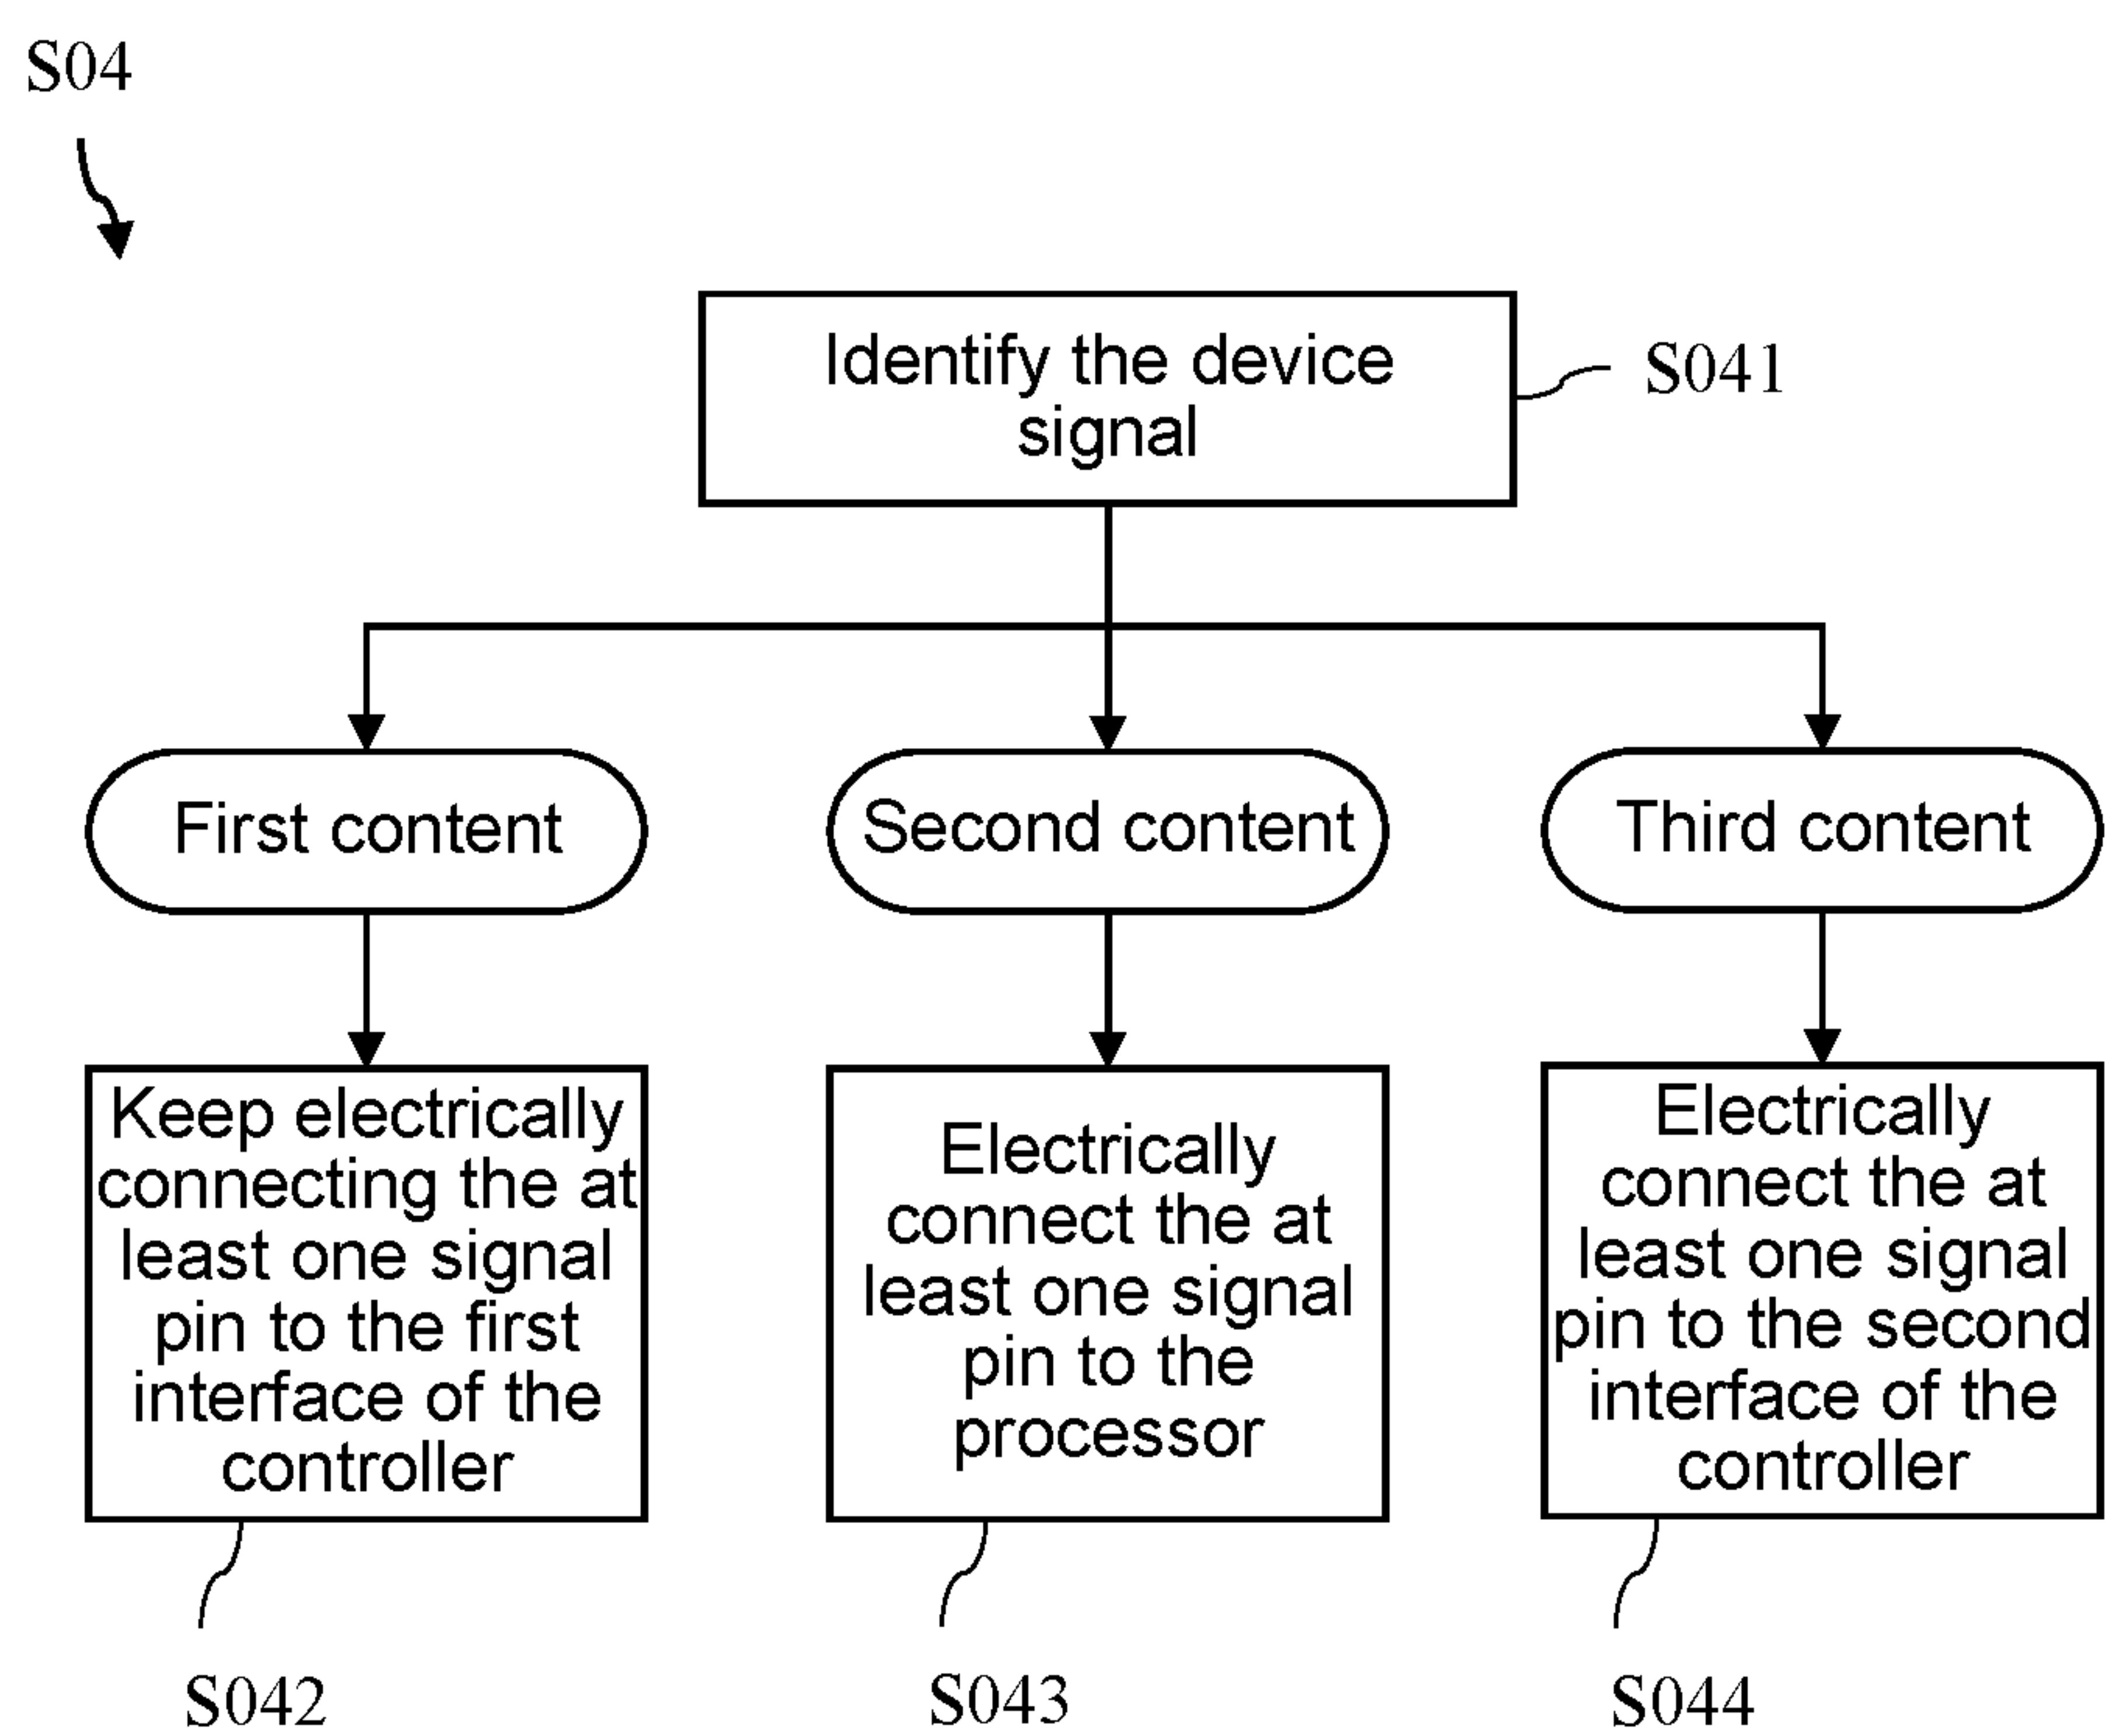 S04
Identify the device
signal
S041
First content
Second content
Third content
Keep electrically
connecting the at
least one signal
pin to the first
interface of the
controller
Electrically
connect the at
least one signal
pin to the
processor
Electrically
connect the at
least one signal
pin to the second
interface of the
controller
S042
S043
S044